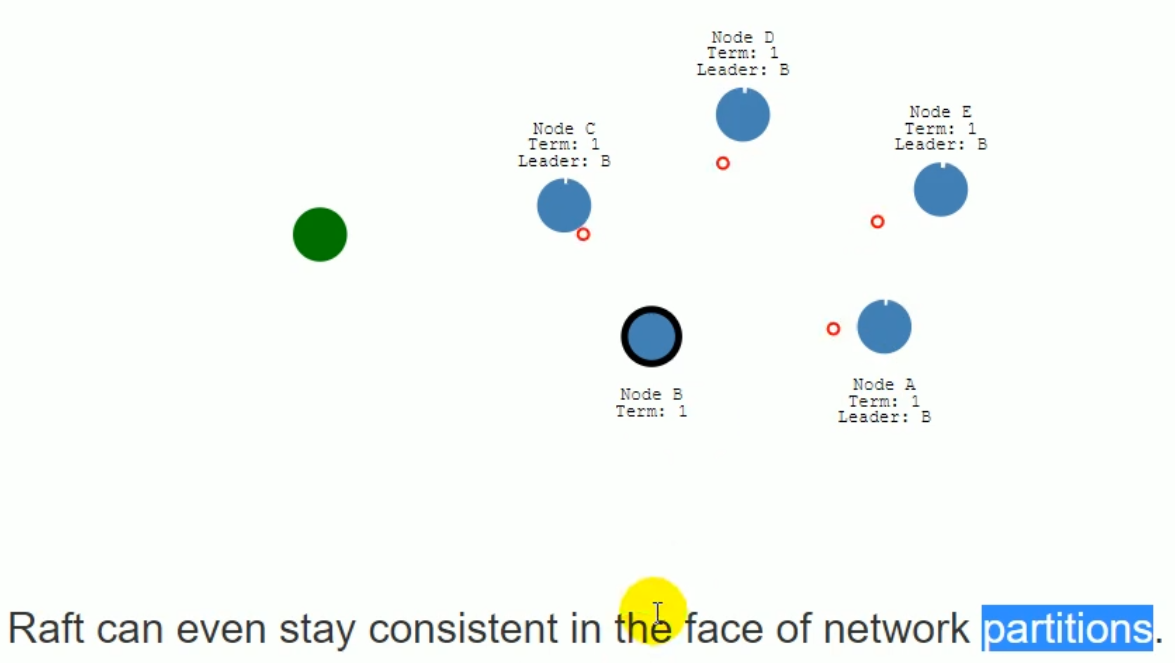 Node D
Term: 1
Leader: B
Node E
Term: 1
Leader: B
Node C
Term: 1
Leader: B
Node B
Term: 1
Node A
Term: 1
Leader: B
Raft can even stay consistent in the face of network partitions.